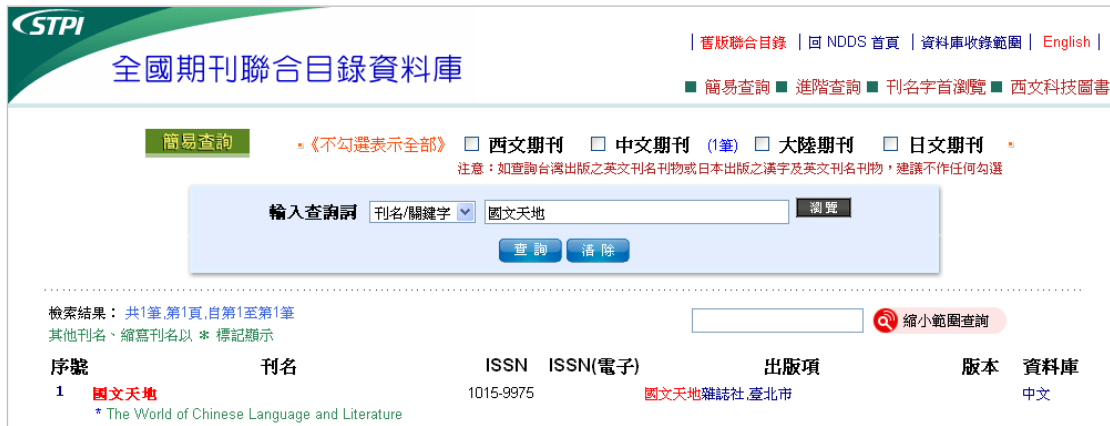 STPI
全國期刊聯合目錄資料庫
│舊版聯合目錄 │回 NDDS 首頁 │資料庫收錄範圍│ English│
■ 簡易查詢 ■ 進階查詢 ■ 刊名字首瀏覽 ■ 西文科技圖書
簡易查詢 《不勾選表示全部》 西文期刊 中文期刊 (1筆) 大陸期刊 日文期刊
注意：如查詢台灣出版之英文刊名刊物或日本出版之漢字及英文刊名刊物，建議不作任何勾選
輸入查詢詞 刊名/關鍵字 國文天地 瀏覽
查詢 清除
檢索結果： 共1筆,第1頁,自第1至第1筆
其他刊名、縮寫刊名以 * 標記顯示
縮小範圍查詢
序號 刊名 ISSN ISSN(電子) 出版項 版本 資料庫
1 國文天地 1015-9975 國文天地雜誌社,臺北市 中文
* The World of Chinese Language and Literature